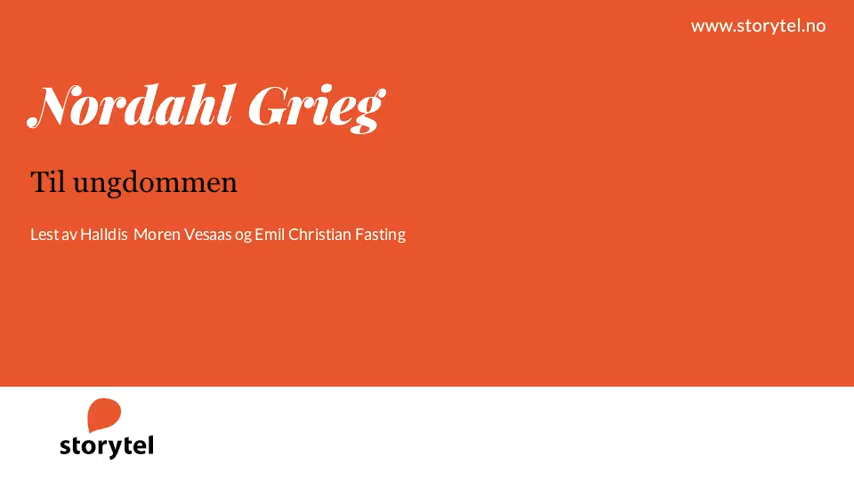 www.storytel.no
Nordahl Grieg
Til ungdommen
Lest av Halldis Moren Vesaas og Emil Christian Fasting
storytel